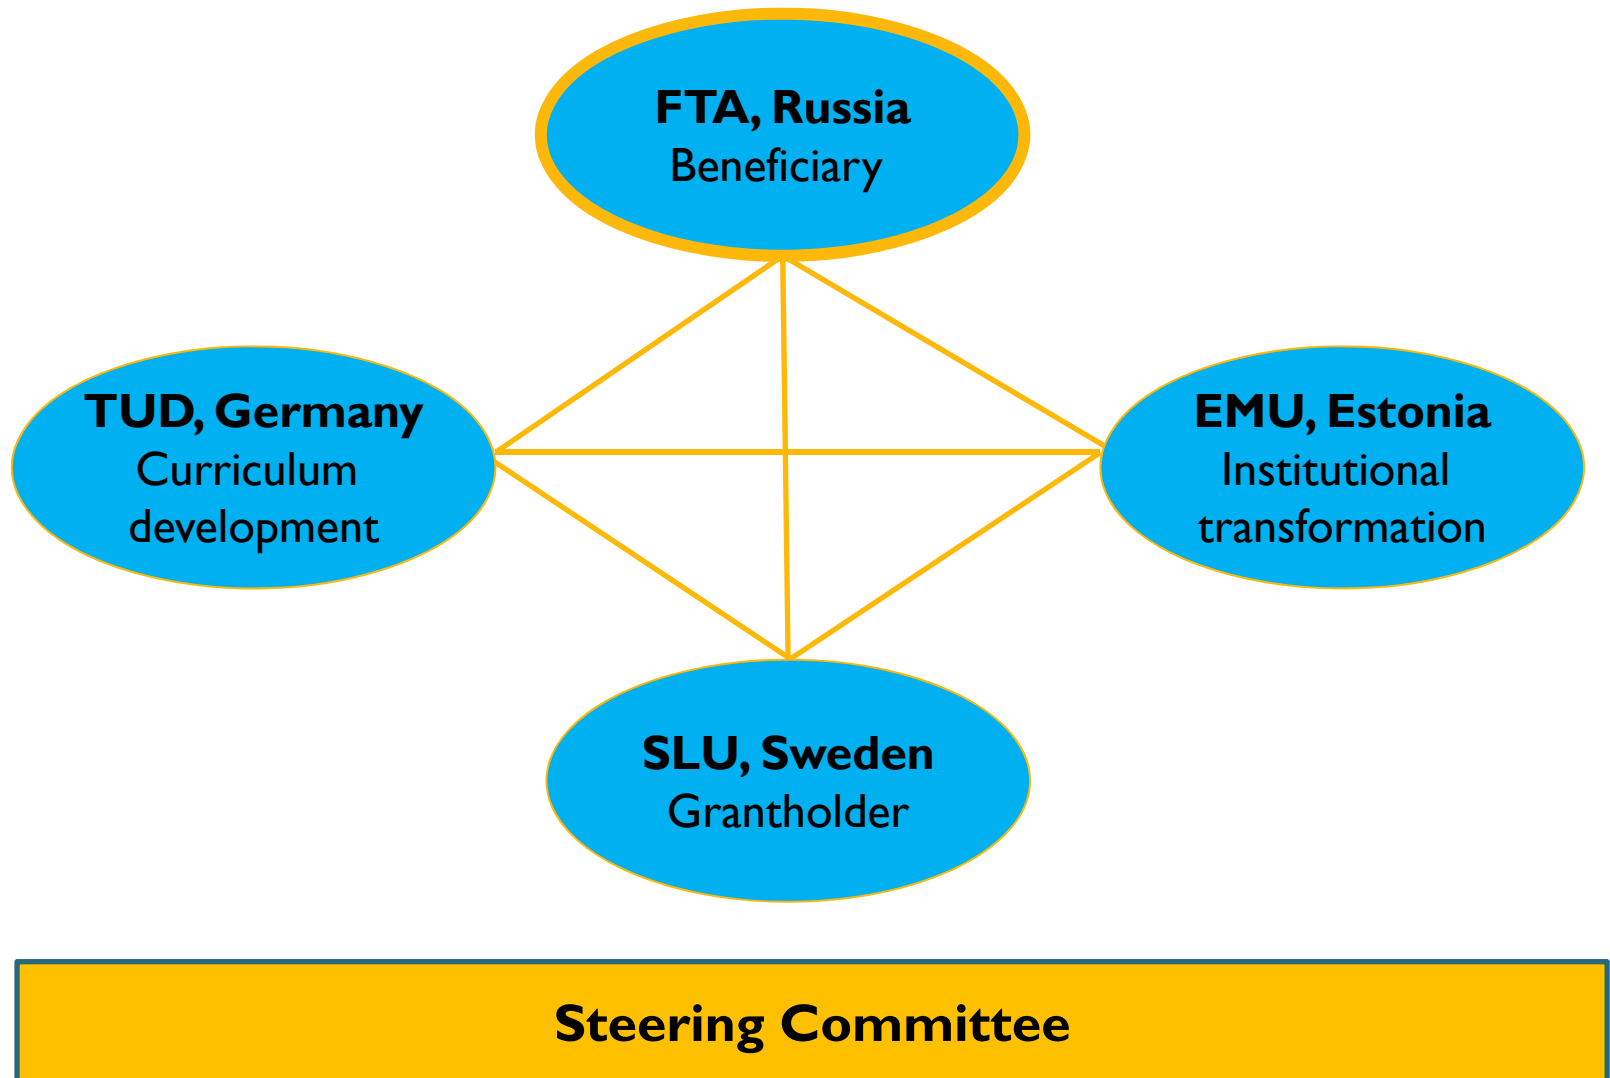 FTA, Russia
Beneficiary
TUD, Germany
Curriculum
development
EMU, Estonia
Institutional
transformation
SLU, Sweden
Grantholder
Steering Committee